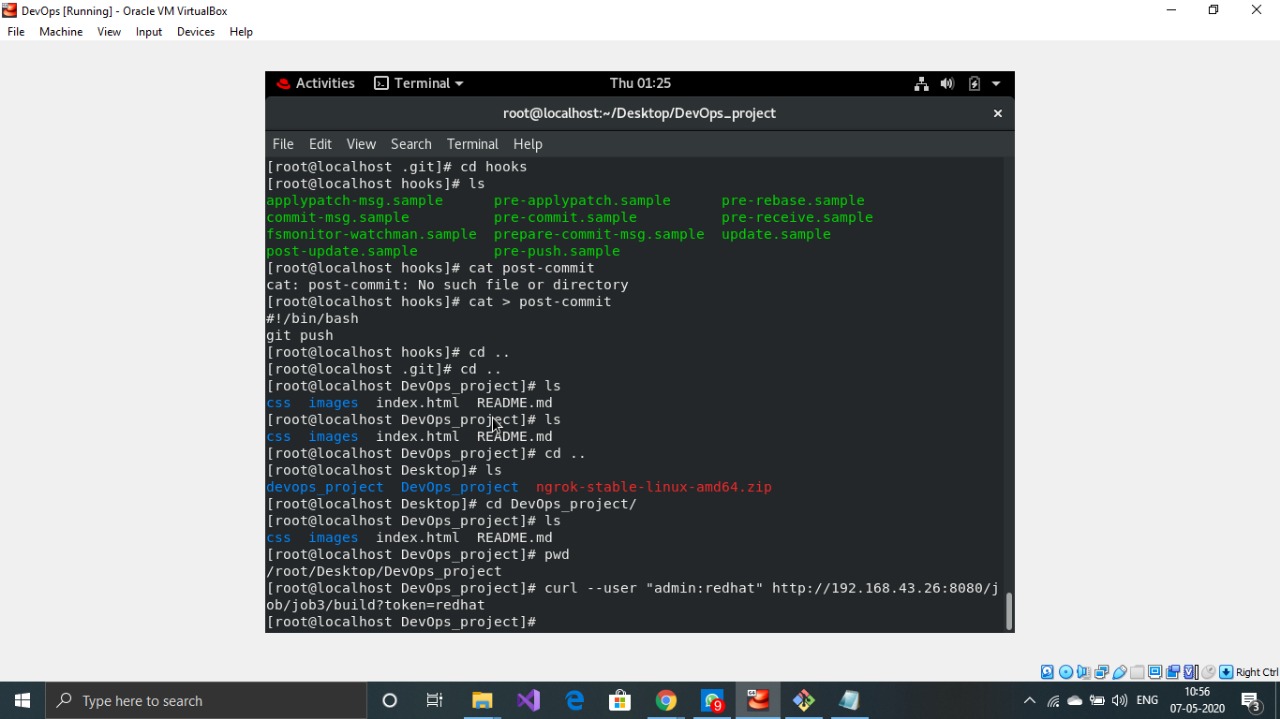 DevOps [Running] - Oracle VM VirtualBox
File Machine View Input Devices Help
Activities Terminal Thu 01:25
root@localhost:~/Desktop/DevOps_project
File Edit View Search Terminal Help
[root@localhost .git]# cd hooks
[root@localhost hooks]# ls
applypatch-msg.sample pre-applypatch.sample pre-rebase.sample
commit-msg.sample pre-commit.sample pre-receive.sample
fsmonitor-watchman.sample prepare-commit-msg.sample update.sample
post-update.sample pre-push.sample
[root@localhost hooks]# cat post-commit
cat: post-commit: No such file or directory
[root@localhost hooks]# cat > post-commit
#!/bin/bash
git push
[root@localhost hooks]# cd ..
[root@localhost .git]# cd ..
[root@localhost DevOps_project]# ls
css images index.html README.md
[root@localhost DevOps_project]# ls
css images index.html README.md
[root@localhost DevOps_project]# cd ..
[root@localhost Desktop]# ls
devops_project DevOps_project ngrok-stable-linux-amd64.zip
[root@localhost Desktop]# cd DevOps_project/
[root@localhost DevOps_project]# ls
css images index.html README.md
[root@localhost DevOps_project]# pwd
/root/Desktop/DevOps_project
[root@localhost DevOps_project]# curl --user "admin:redhat" http://192.168.43.26:8080/j
ob/job3/build?token=redhat
[root@localhost DevOps_project]#
Right Ctrl
Type here to search
9
ENG
10:56
07-05-2020
3